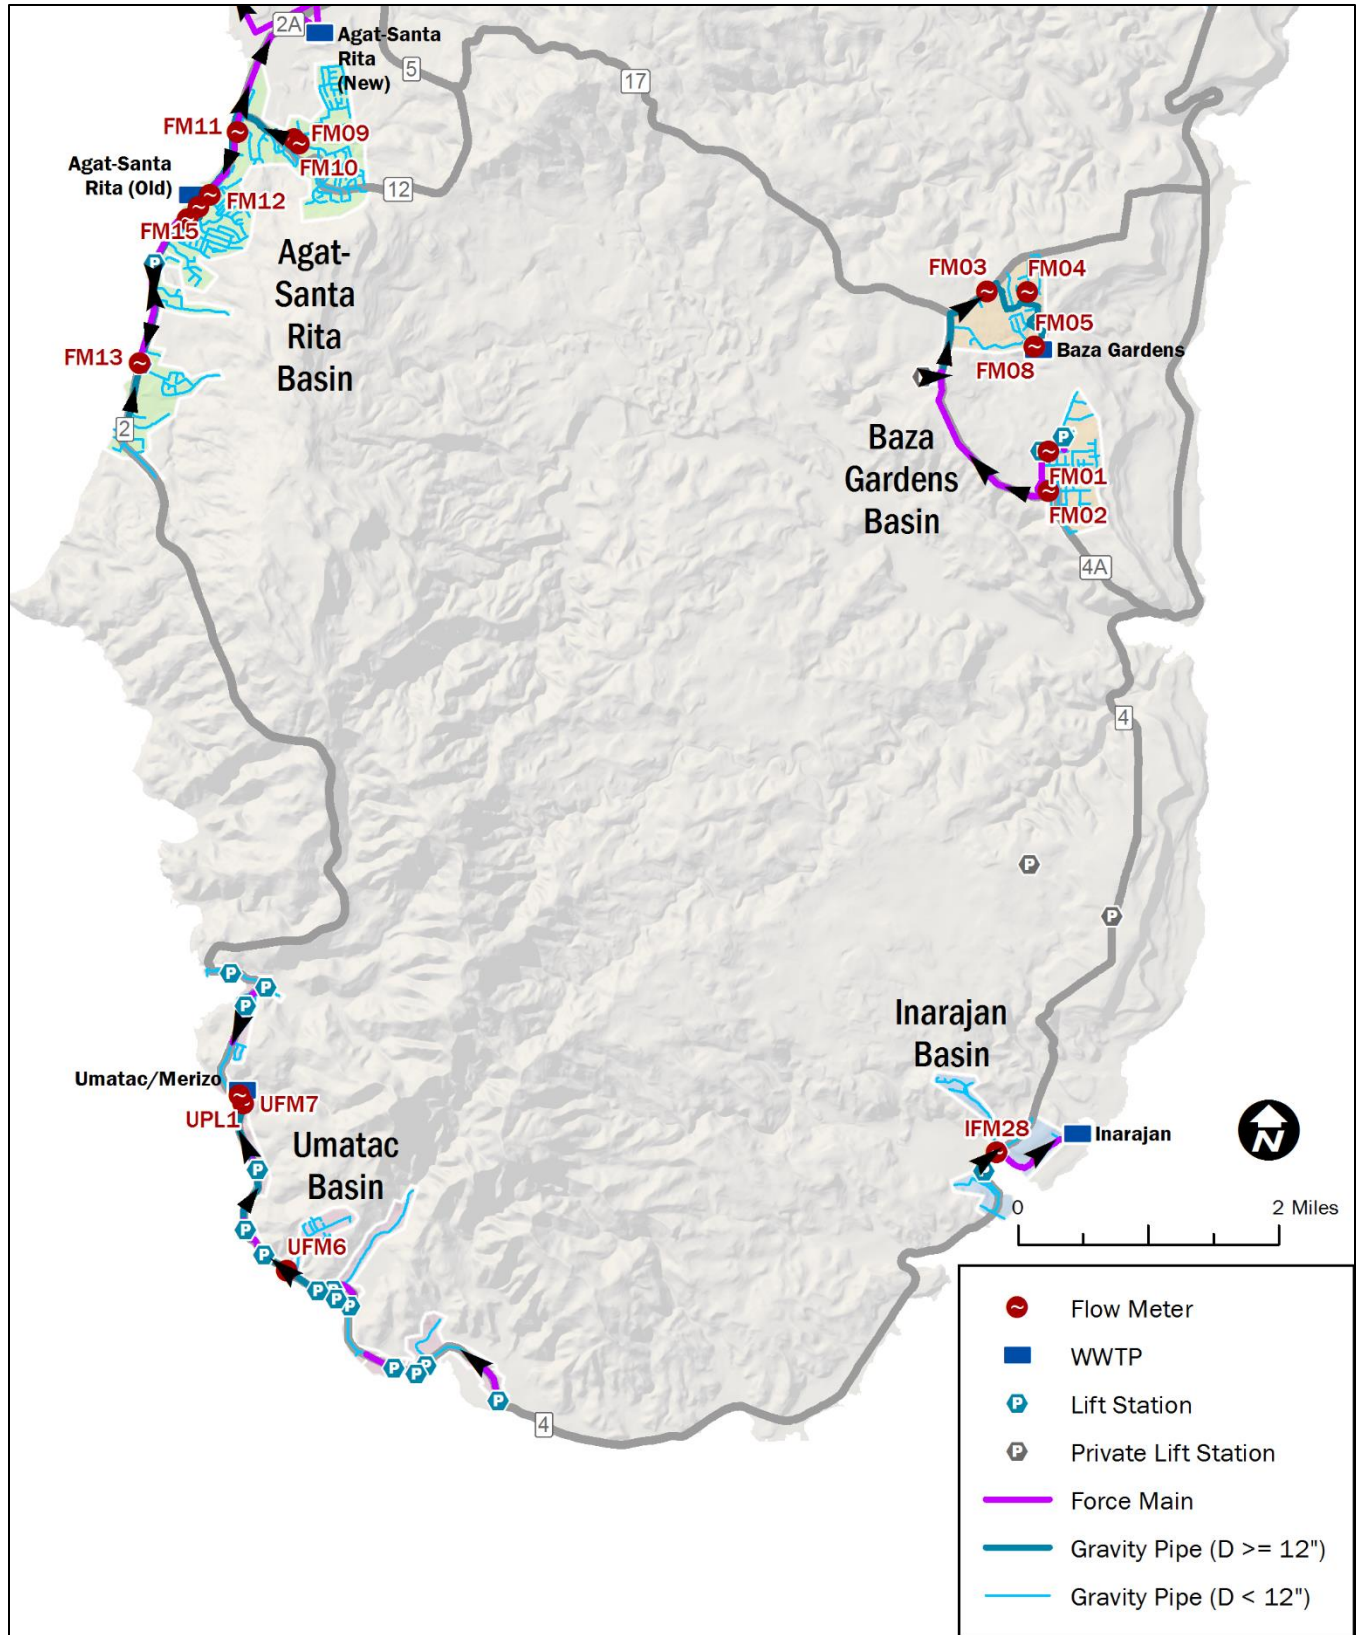 2A
Agat-Santa
Rita
(New)
5
17
FM11
FM09
FM10
Agat-Santa
Rita (Old)
12
FM12
FM15
Agat-
Santa
Rita
Basin
FM03
FM04
FM05
Baza Gardens
FM08
FM13
2
Baza
Gardens
Basin
P
P
FM01
FM02
4A
4
P
P
P
P
P
Inarajan
Basin
Umatac/Merizo
UFM7
UPL1
IFM28
Inarajan
N
Umatac
Basin
P
P
P
0
2 Miles
UFM6
P
P
P
P
P
P
P
P
P
4
~ Flow Meter
WWTP
P Lift Station
P Private Lift Station
Force Main
Gravity Pipe (D >= 12")
Gravity Pipe (D < 12")